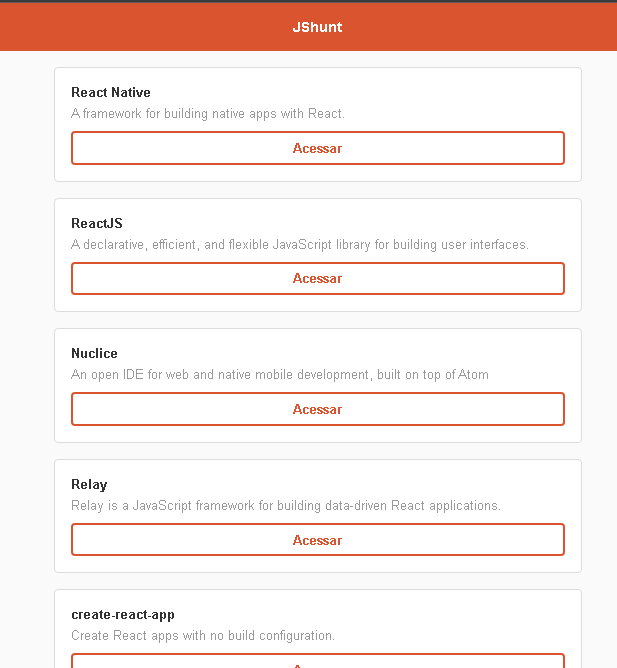 JShunt
React Native
A framework for building native apps with React.
Acessar
ReactJS
A declarative, efficient, and flexible JavaScript library for building user interfaces.
Acessar
Nuclice
An open IDE for web and native mobile development, built on top of Atom
Acessar
Relay
Relay is a JavaScript framework for building data-driven React applications.
Acessar
create-react-app
Create React apps with no build configuration.